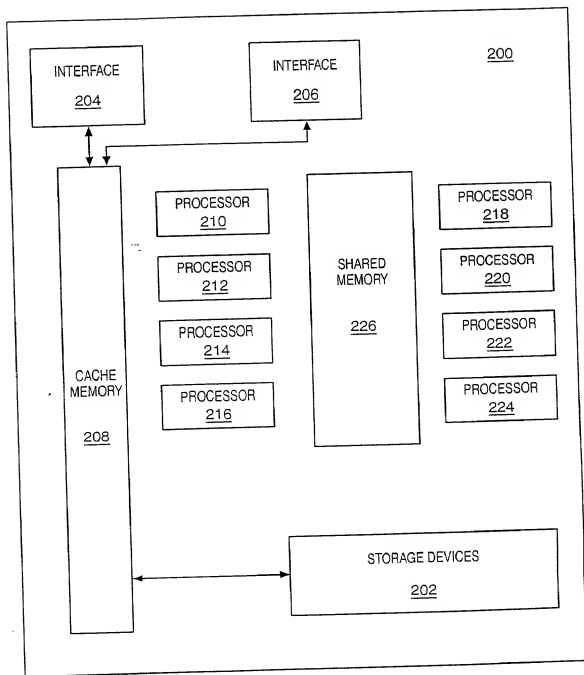 200
INTERFACE
204
INTERFACE
206
PROCESSOR
210
PROCESSOR
212
PROCESSOR
214
PROCESSOR
216
SHARED
MEMORY
226
PROCESSOR
218
PROCESSOR
220
PROCESSOR
222
PROCESSOR
224
CACHE
MEMORY
208
STORAGE DEVICES
202